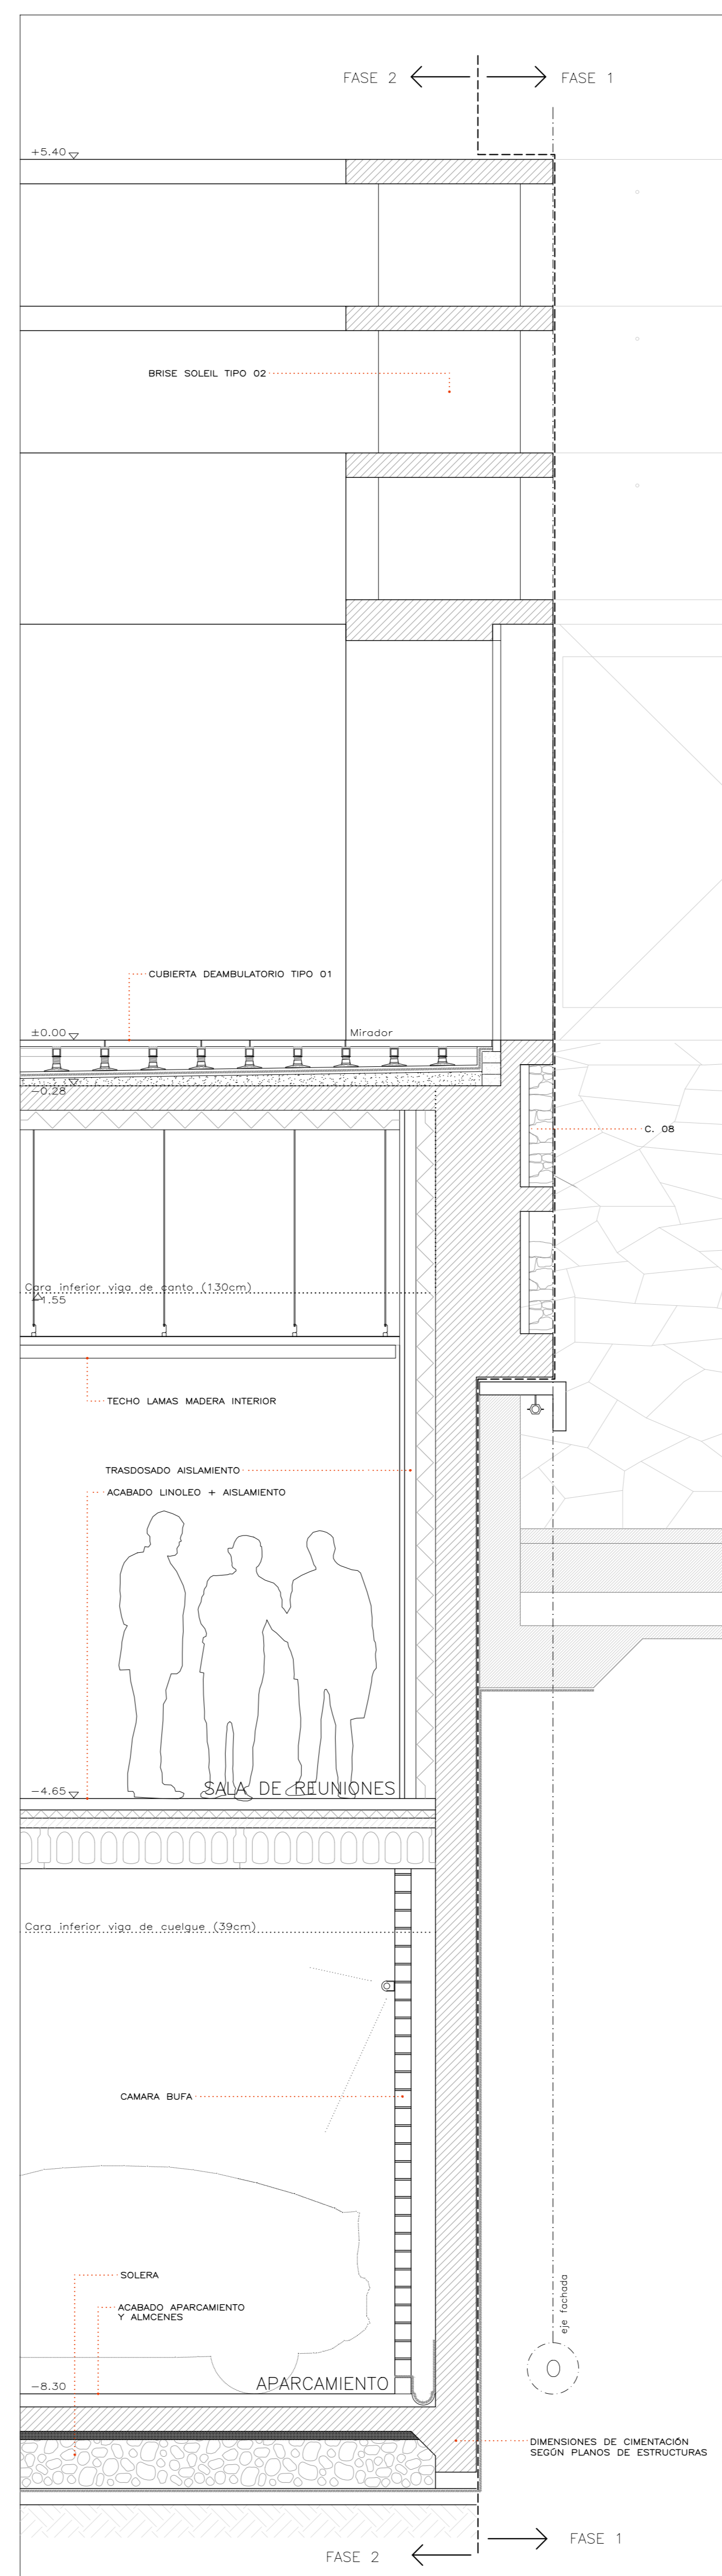 FASE 2
FASE 1
+5.40
BRISE SOLEIL TIPO 02
CUBIERTA DEAMBULATORIO TIPO 01
±0.00
Mirador
−0.28
C. 08
Cara inferior viga de canto (130cm)
−1.55
TECHO LAMAS MADERA INTERIOR
TRASDOSADO AISLAMIENTO
ACABADO LINOLEO + AISLAMIENTO
−4.65
SALA DE REUNIONES
Cara inferior viga de cuelgue (39cm)
CAMARA BUFA
SOLERA
eje fachada
ACABADO APARCAMIENTO
Y ALMCENES
−8.30
APARCAMIENTO
0
DIMENSIONES DE CIMENTACIÓN
SEGÚN PLANOS DE ESTRUCTURAS
FASE 1
FASE 2